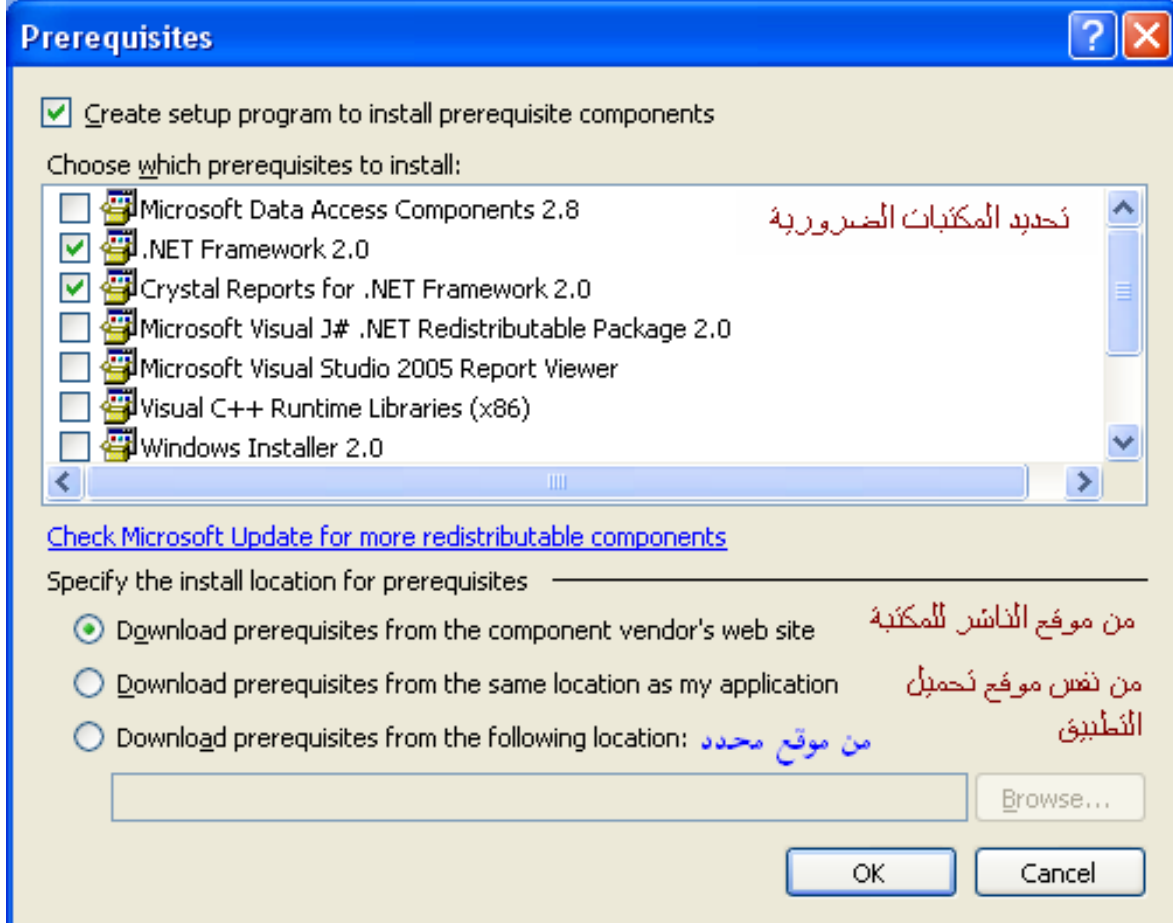 Prerequisites
Create setup program to install prerequisite components
Choose which prerequisites to install:
Microsoft Data Access Components 2.8
تحديد المكتبات الضرورية
.NET Framework 2.0
Crystal Reports for .NET Framework 2.0
Microsoft Visual J# .NET Redistributable Package 2.0
Microsoft Visual Studio 2005 Report Viewer
Visual C++ Runtime Libraries (x86)
Windows Installer 2.0
Check Microsoft Update for more redistributable components
Specify the install location for prerequisites
Download prerequisites from the component vendor's web site
من موقع الناشر للمكتبة
Download prerequisites from the same location as my application
من نفس موقع تحميل
التطبيق
Download prerequisites from the following location:
من موقع محدد
Browse...
OK
Cancel